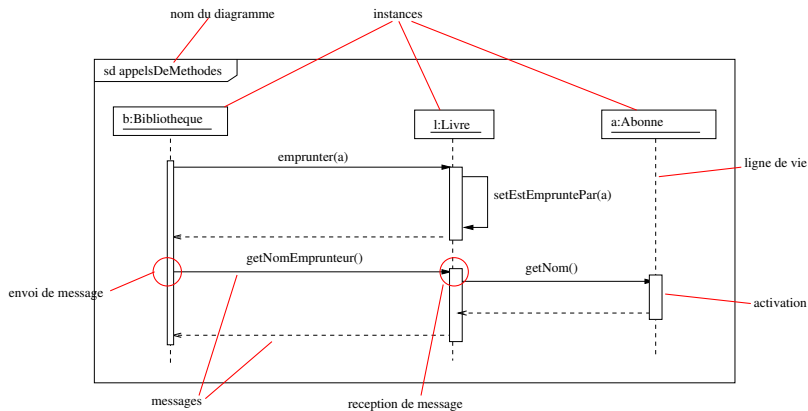 nom du diagramme
instances
sd appelsDeMethodes
b:Bibliotheque
l:Livre
a:Abonne
emprunter(a)
ligne de vie
setEstEmpruntePar(a)
getNomEmprunteur()
getNom()
envoi de message
activation
messages
reception de message